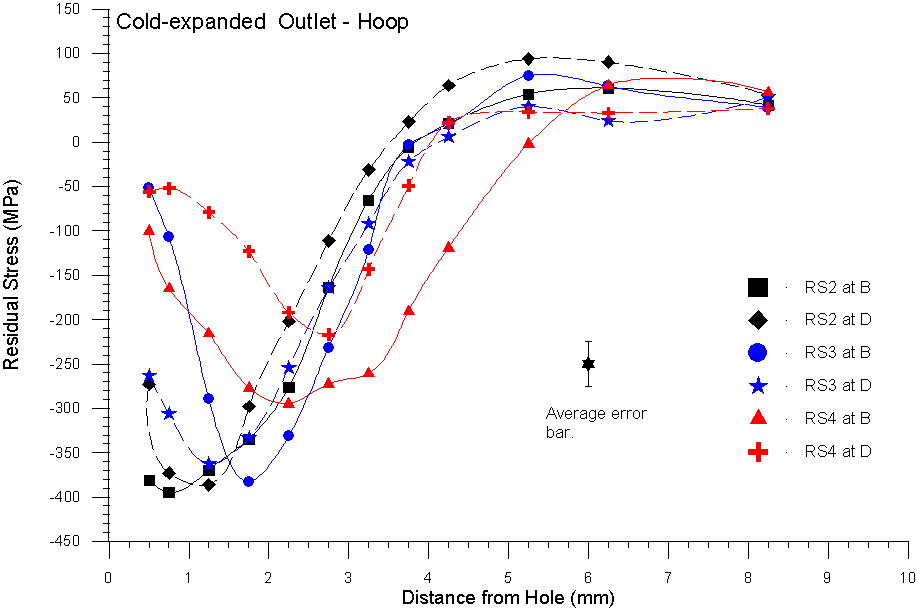 Cold-expanded Outlet - Hoop
150
100
50
0
-50
-100
-150
-200
-250
-300
-350
-400
-450
Residual Stress (MPa)
RS2 at B
RS2 at D
RS3 at B
RS3 at D
RS4 at B
RS4 at D
Average error
bar.
0 1 2 3 4 5 6 7 8 9 10
Distance from Hole (mm)